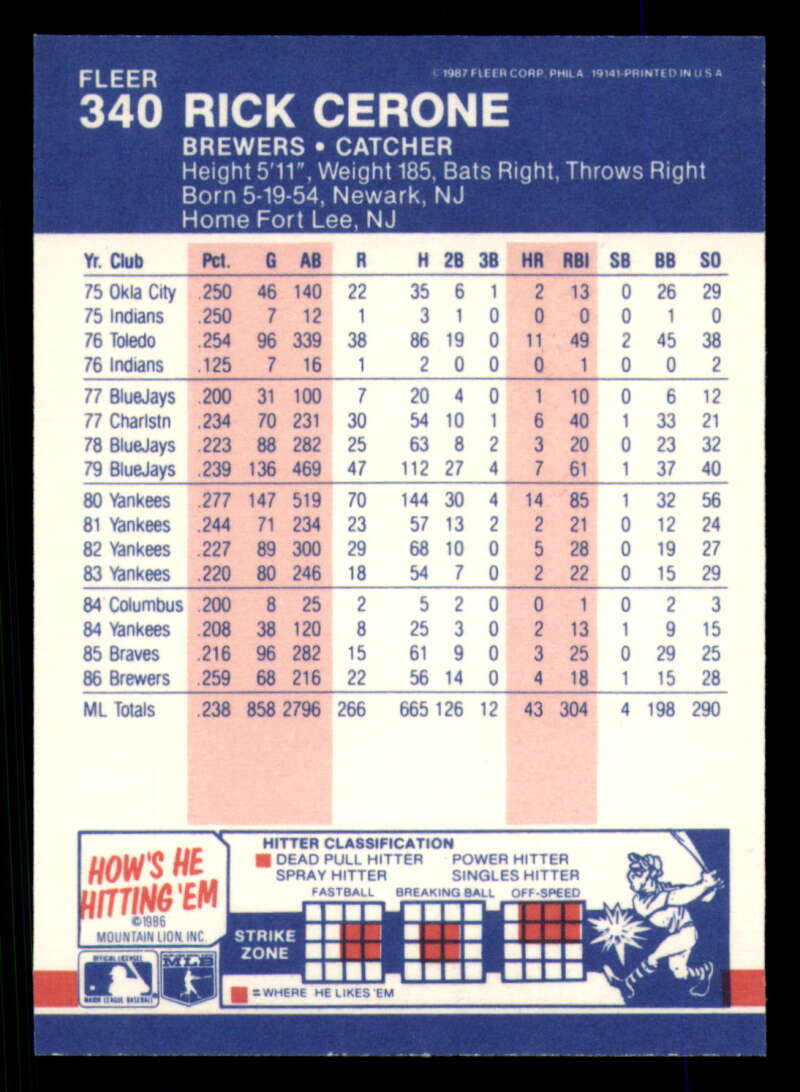 FLEER
© 1987 FLEER CORP. PHILA. 19141-PRINTED IN U S A
340 RICK CERONE
BREWERS • CATCHER
Height 5'11", Weight 185, Bats Right, Throws Right
Born 5-19-54, Newark, NJ
Home Fort Lee, NJ
Yr. Club Pct. G AB R H 2B 3B HR RBI SB BB SO
75 Okla City .250 46 140 22 35 6 1 2 13 0 26 29
75 Indians .250 7 12 1 3 1 0 0 0 0 1 0
76 Toledo .254 96 339 38 86 19 0 11 49 2 45 38
76 Indians .125 7 16 1 2 0 0 0 1 0 0 2
77 BlueJays .200 31 100 7 20 4 0 1 10 0 6 12
77 Charlstn .234 70 231 30 54 10 1 6 40 1 33 21
78 BlueJays .223 88 282 25 63 8 2 3 20 0 23 32
79 BlueJays .239 136 469 47 112 27 4 7 61 1 37 40
80 Yankees .277 147 519 70 144 30 4 14 85 1 32 56
81 Yankees .244 71 234 23 57 13 2 2 21 0 12 24
82 Yankees .227 89 300 29 68 10 0 5 28 0 19 27
83 Yankees .220 80 246 18 54 7 0 2 22 0 15 29
84 Columbus .200 8 25 2 5 2 0 0 1 0 2 3
84 Yankees .208 38 120 8 25 3 0 2 13 1 9 15
85 Braves .216 96 282 15 61 9 0 3 25 0 29 25
86 Brewers .259 68 216 22 56 14 0 4 18 1 15 28
ML Totals .238 858 2796 266 665 126 12 43 304 4 198 290
HOW'S HE
HITTING 'EM
©1986
MOUNTAIN LION, INC.
OFFICIAL LICENSEE
MAJOR LEAGUE BASEBALL
MLB
HITTER CLASSIFICATION
DEAD PULL HITTER POWER HITTER
SPRAY HITTER SINGLES HITTER
FASTBALL BREAKING BALL OFF-SPEED
STRIKE
ZONE
= WHERE HE LIKES 'EM